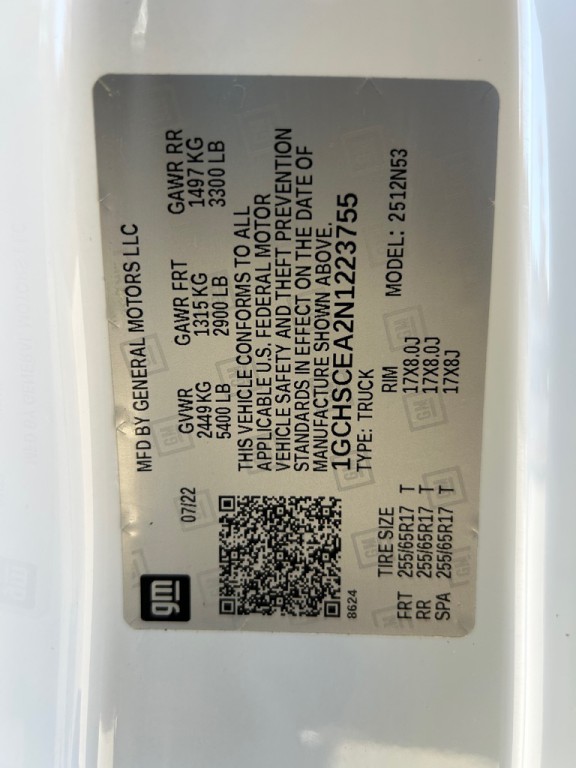 gm
07/22
MFD BY GENERAL MOTORS LLC
GVWR GAWR FRT GAWR RR
2449 KG 1315 KG 1497 KG
5400 LB 2900 LB 3300 LB
THIS VEHICLE CONFORMS TO ALL
APPLICABLE U.S. FEDERAL MOTOR
VEHICLE SAFETY AND THEFT PREVENTION
STANDARDS IN EFFECT ON THE DATE OF
MANUFACTURE SHOWN ABOVE.
1GCHSCEA2N1223755
TYPE: TRUCK
8624
MODEL: 2512N53
TIRE SIZE RIM
FRT 255/65R17 T 17X8.0J
RR 255/65R17 T 17X8.0J
SPA 255/65R17 T 17X8J